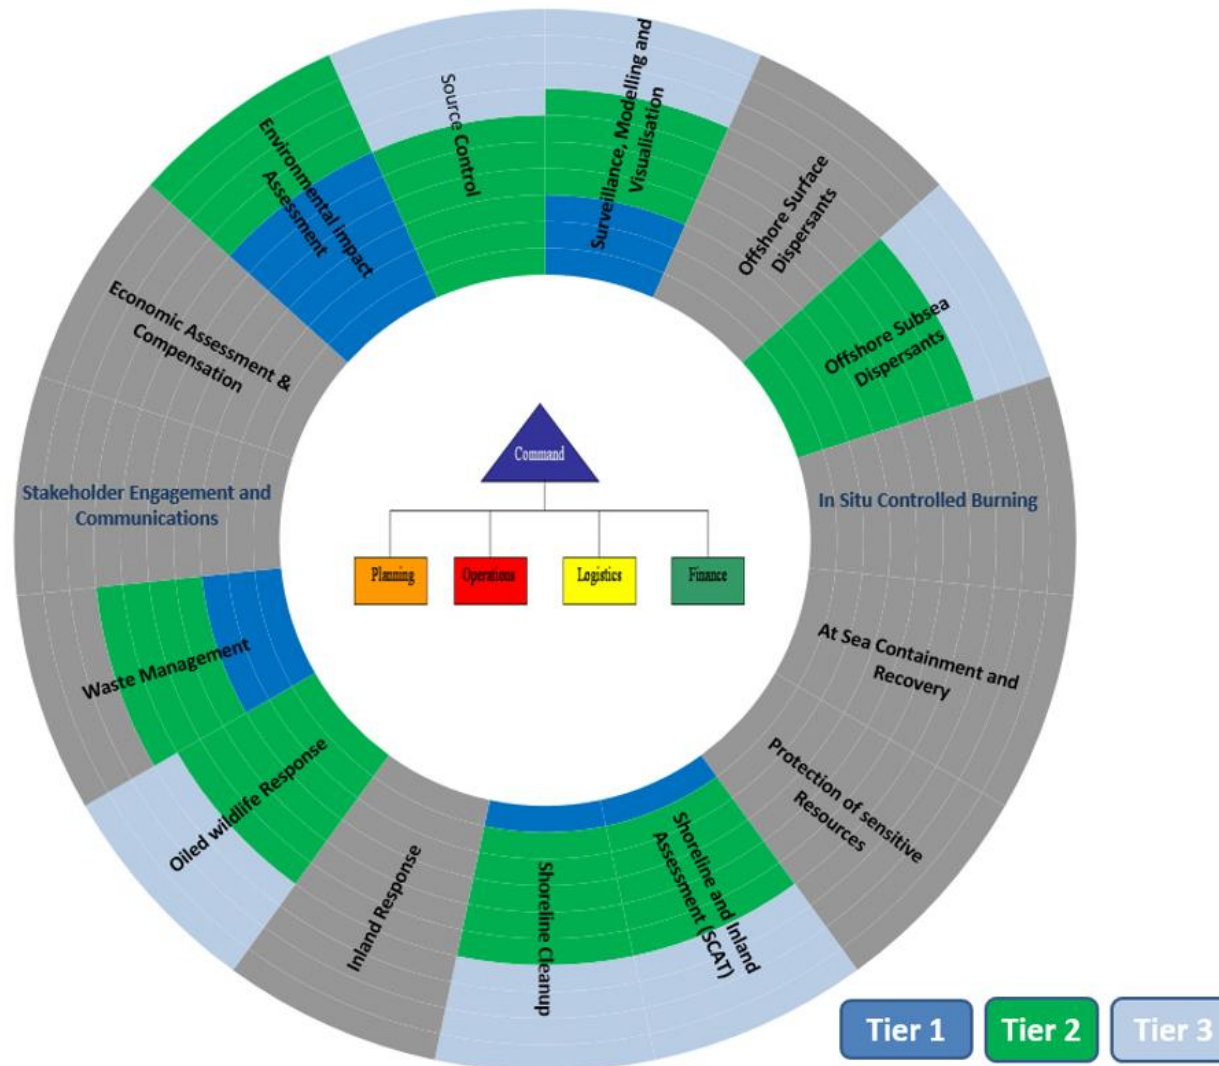 Source Control
Surveillance, Modelling and
Visualisation
Offshore Surface
Dispersants
Offshore Subsea
Dispersants
In Situ Controlled Burning
At Sea Containment and
Recovery
Protection of sensitive
Resources
Shoreline and Inland
Assessment (SCAT)
Shoreline Cleanup
Inland Response
Oiled wildlife Response
Waste Management
Stakeholder Engagement and
Communications
Economic Assessment &
Compensation
Environmental impact
Assessment
Command
Planning
Operations
Logistics
Finance
Tier 1
Tier 2
Tier 3